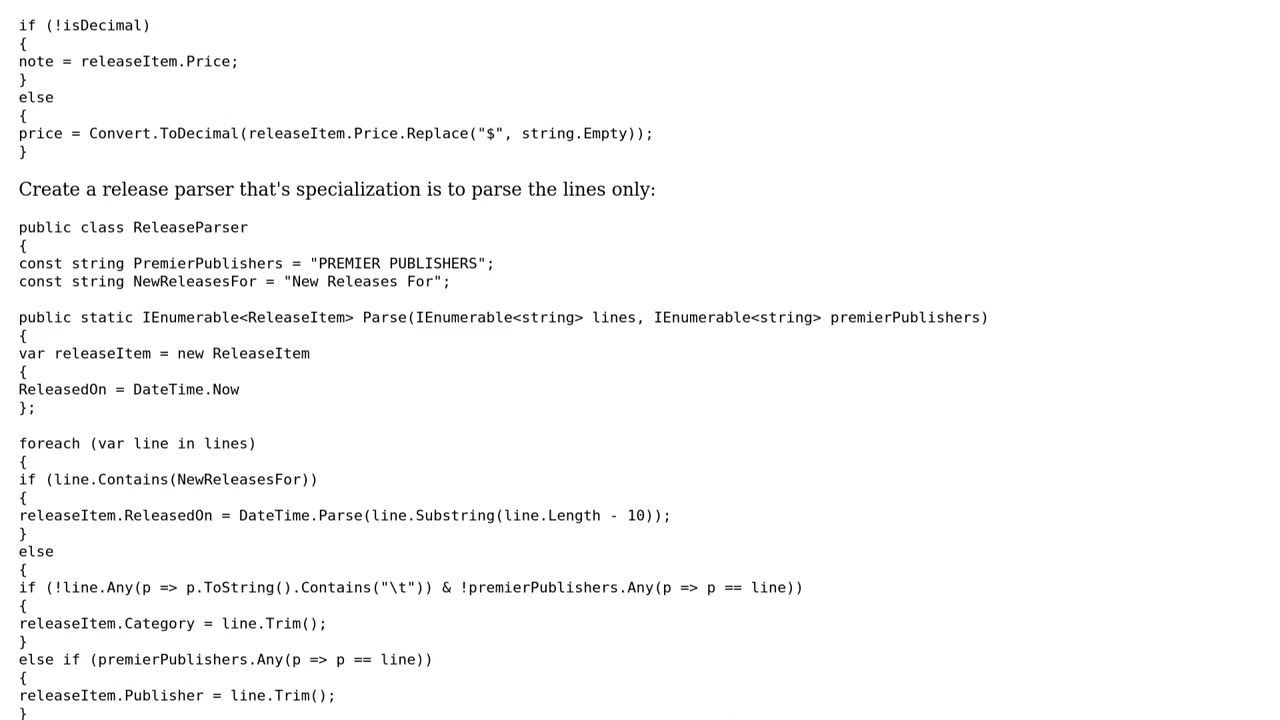 if (!isDecimal)
{
note = releaseItem.Price;
}
else
{
price = Convert.ToDecimal(releaseItem.Price.Replace("$", string.Empty));
}
Create a release parser that's specialization is to parse the lines only:
public class ReleaseParser
{
const string PremierPublishers = "PREMIER PUBLISHERS";
const string NewReleasesFor = "New Releases For";
public static IEnumerable<ReleaseItem> Parse(IEnumerable<string> lines, IEnumerable<string> premierPublishers)
{
var releaseItem = new ReleaseItem
{
ReleasedOn = DateTime.Now
};
foreach (var line in lines)
{
if (line.Contains(NewReleasesFor))
{
releaseItem.ReleasedOn = DateTime.Parse(line.Substring(line.Length - 10));
}
else
{
if (!line.Any(p => p.ToString().Contains("\t")) & !premierPublishers.Any(p => p == line))
{
releaseItem.Category = line.Trim();
}
else if (premierPublishers.Any(p => p == line))
{
releaseItem.Publisher = line.Trim();
}